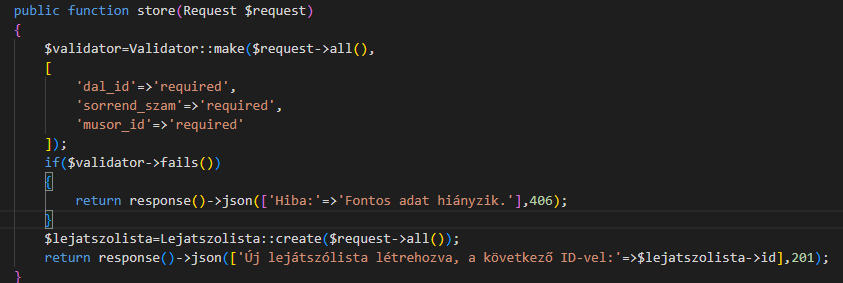 public function store(Request $request)
{
$validator=Validator::make($request->all(),
[
'dal_id'=>'required',
'sorrend_szam'=>'required',
'musor_id'=>'required'
]);
if($validator->fails())
{
return response()->json(['Hiba:'=>'Fontos adat hiányzik.'],406);
}
$lejatszolista=Lejatszolista::create($request->all());
return response()->json(['Új lejátszólista létrehozva, a következő ID-vel:'=>$lejatszolista->id],201);
}